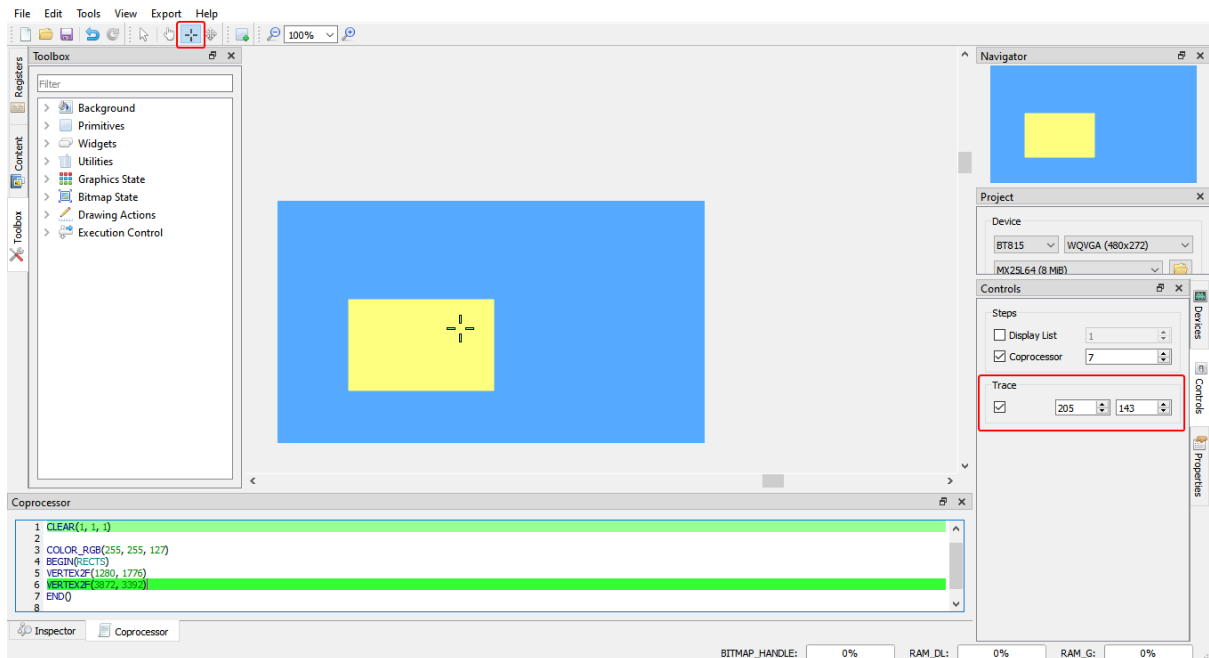 File Edit Tools View Export Help
100%
Registers
Content
Toolbox
Toolbox
Filter
Background
Primitives
Widgets
Utilities
Graphics State
Bitmap State
Drawing Actions
Execution Control
Navigator
Project
Device
BT815 WQVGA (480x272)
MX25L64 (8 MiB)
Controls
Steps
Display List 1
Coprocessor 7
Trace
205 143
Devices
Controls
Properties
Coprocessor
1 CLEAR(1, 1, 1)
2
3 COLOR_RGB(255, 255, 127)
4 BEGIN(RECTS)
5 VERTEX2F(1280, 1776)
6 VERTEX2F(3872, 3392)
7 END()
8
Inspector Coprocessor
BITMAP_HANDLE: 0% RAM_DL: 0% RAM_G: 0%